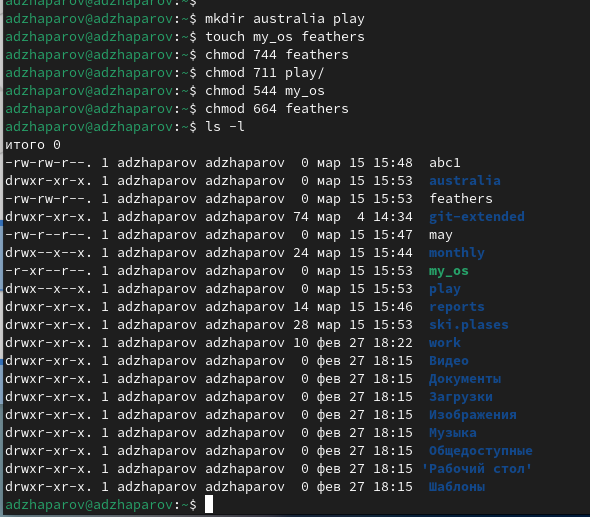 adzhaparov@adzhaparov:~$
adzhaparov@adzhaparov:~$ mkdir australia play
adzhaparov@adzhaparov:~$ touch my_os feathers
adzhaparov@adzhaparov:~$ chmod 744 feathers
adzhaparov@adzhaparov:~$ chmod 711 play/
adzhaparov@adzhaparov:~$ chmod 544 my_os
adzhaparov@adzhaparov:~$ chmod 664 feathers
adzhaparov@adzhaparov:~$ ls -l
итого 0
-rw-rw-r--. 1 adzhaparov adzhaparov  0 мар 15 15:48  abc1
drwxr-xr-x. 1 adzhaparov adzhaparov  0 мар 15 15:53  australia
-rw-rw-r--. 1 adzhaparov adzhaparov  0 мар 15 15:53  feathers
drwxr-xr-x. 1 adzhaparov adzhaparov 74 мар  4 14:34  git-extended
-rw-r--r--. 1 adzhaparov adzhaparov  0 мар 15 15:47  may
drwx--x--x. 1 adzhaparov adzhaparov 24 мар 15 15:44  monthly
-r-xr--r--. 1 adzhaparov adzhaparov  0 мар 15 15:53  my_os
drwx--x--x. 1 adzhaparov adzhaparov  0 мар 15 15:53  play
drwxr-xr-x. 1 adzhaparov adzhaparov 14 мар 15 15:46  reports
drwxr-xr-x. 1 adzhaparov adzhaparov 28 мар 15 15:53  ski.plases
drwxr-xr-x. 1 adzhaparov adzhaparov 10 фев 27 18:22  work
drwxr-xr-x. 1 adzhaparov adzhaparov  0 фев 27 18:15  Видео
drwxr-xr-x. 1 adzhaparov adzhaparov  0 фев 27 18:15  Документы
drwxr-xr-x. 1 adzhaparov adzhaparov  0 фев 27 18:15  Загрузки
drwxr-xr-x. 1 adzhaparov adzhaparov  0 фев 27 18:15  Изображения
drwxr-xr-x. 1 adzhaparov adzhaparov  0 фев 27 18:15  Музыка
drwxr-xr-x. 1 adzhaparov adzhaparov  0 фев 27 18:15  Общедоступные
drwxr-xr-x. 1 adzhaparov adzhaparov  0 фев 27 18:15 'Рабочий стол'
drwxr-xr-x. 1 adzhaparov adzhaparov  0 фев 27 18:15  Шаблоны
adzhaparov@adzhaparov:~$